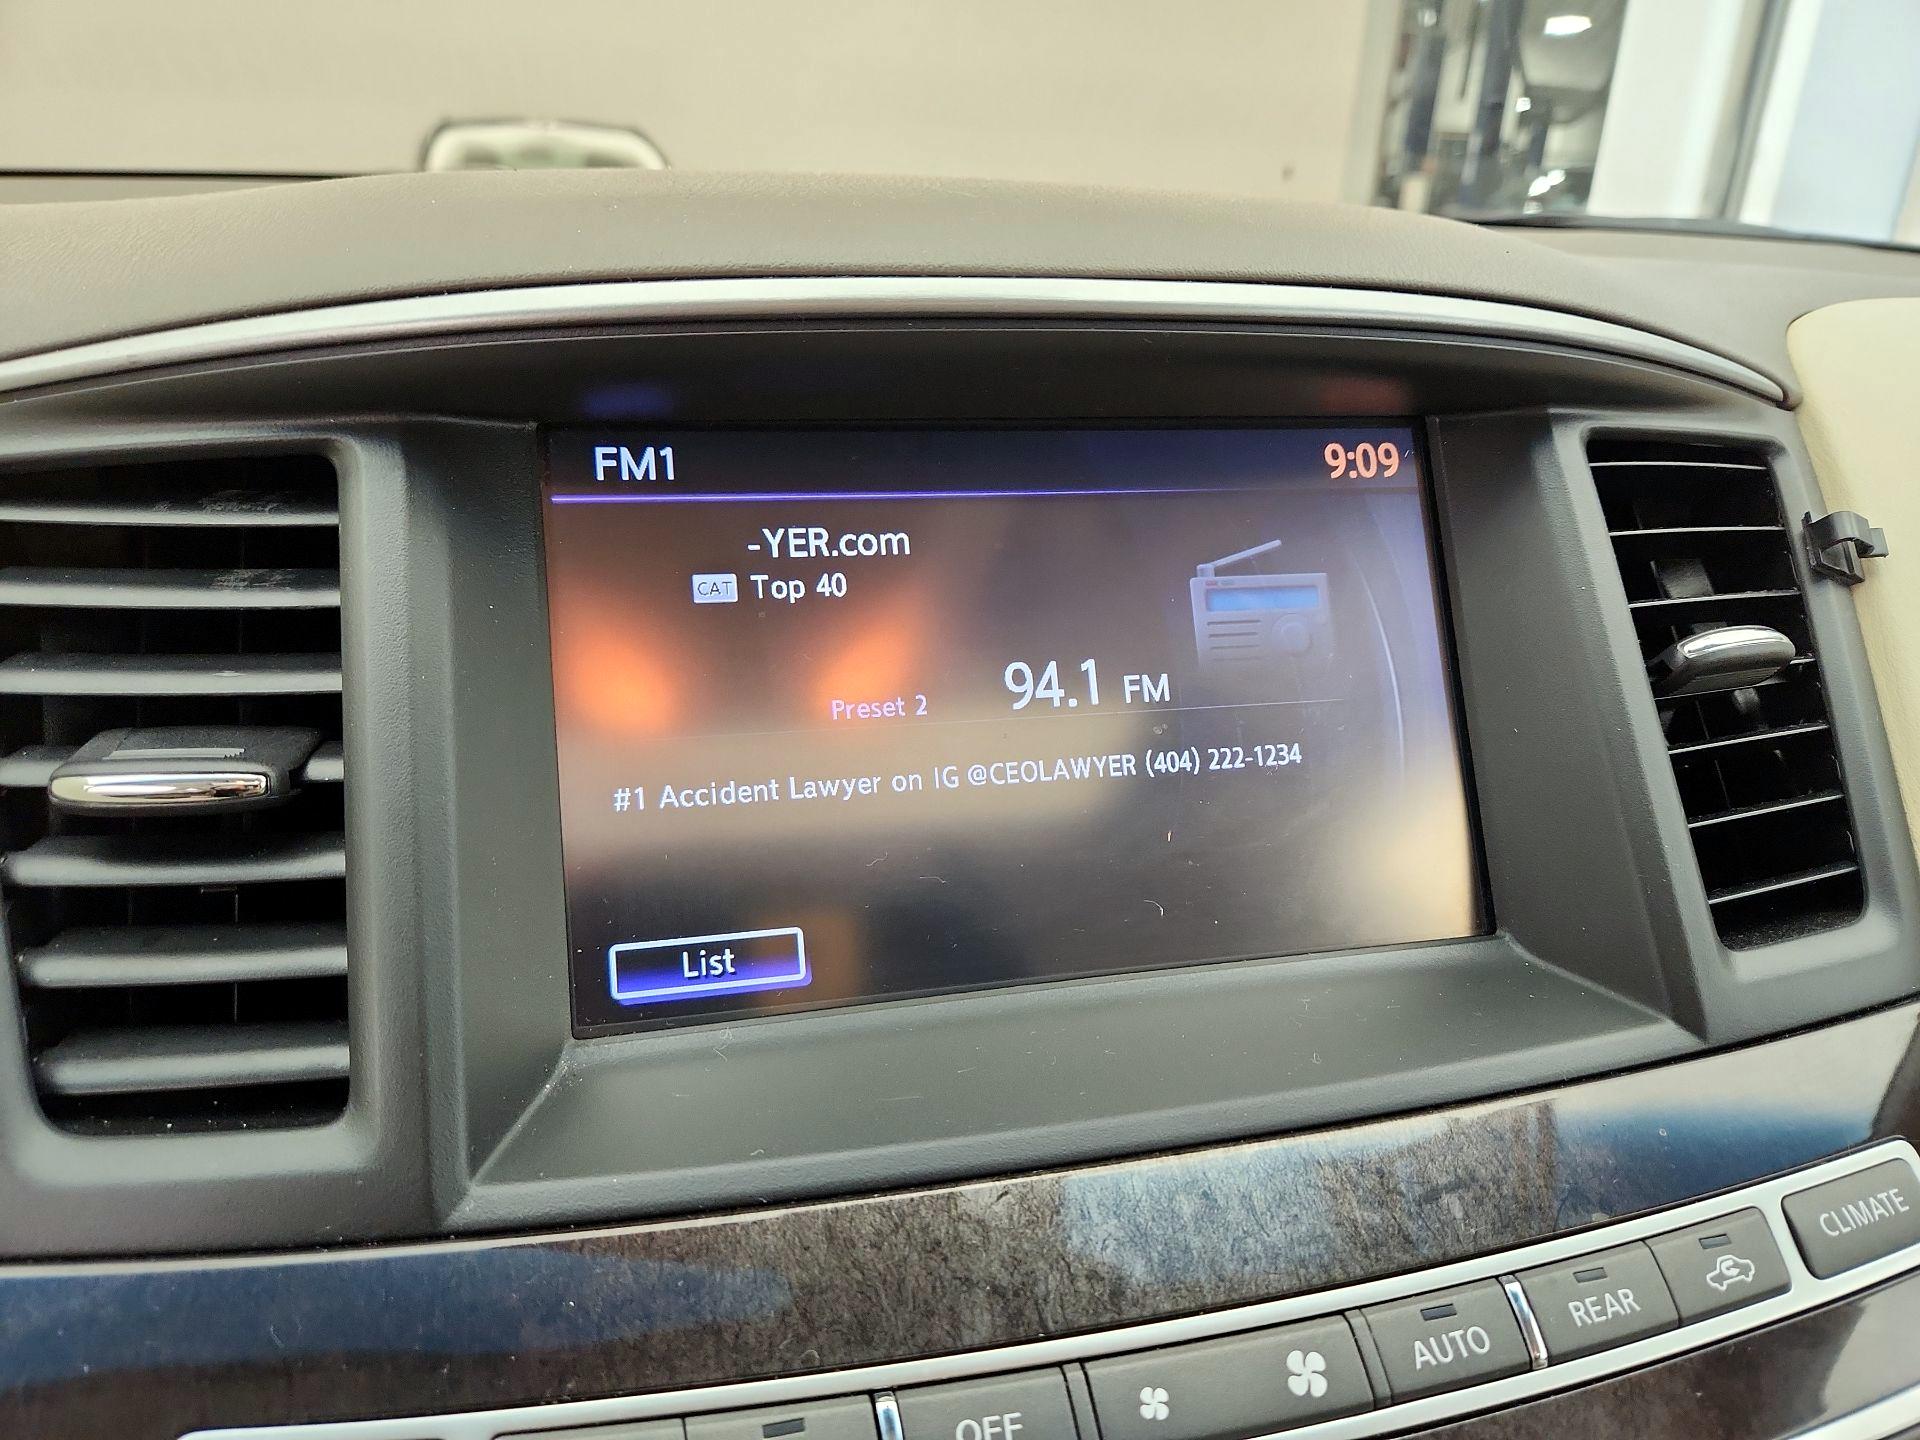 FM1
9:09
-YER.com
CAT Top 40
Preset 2
94.1 FM
#1 Accident Lawyer on IG @CEOLAWYER (404) 222-1234
List
CLIMATE
REAR
AUTO
OFF